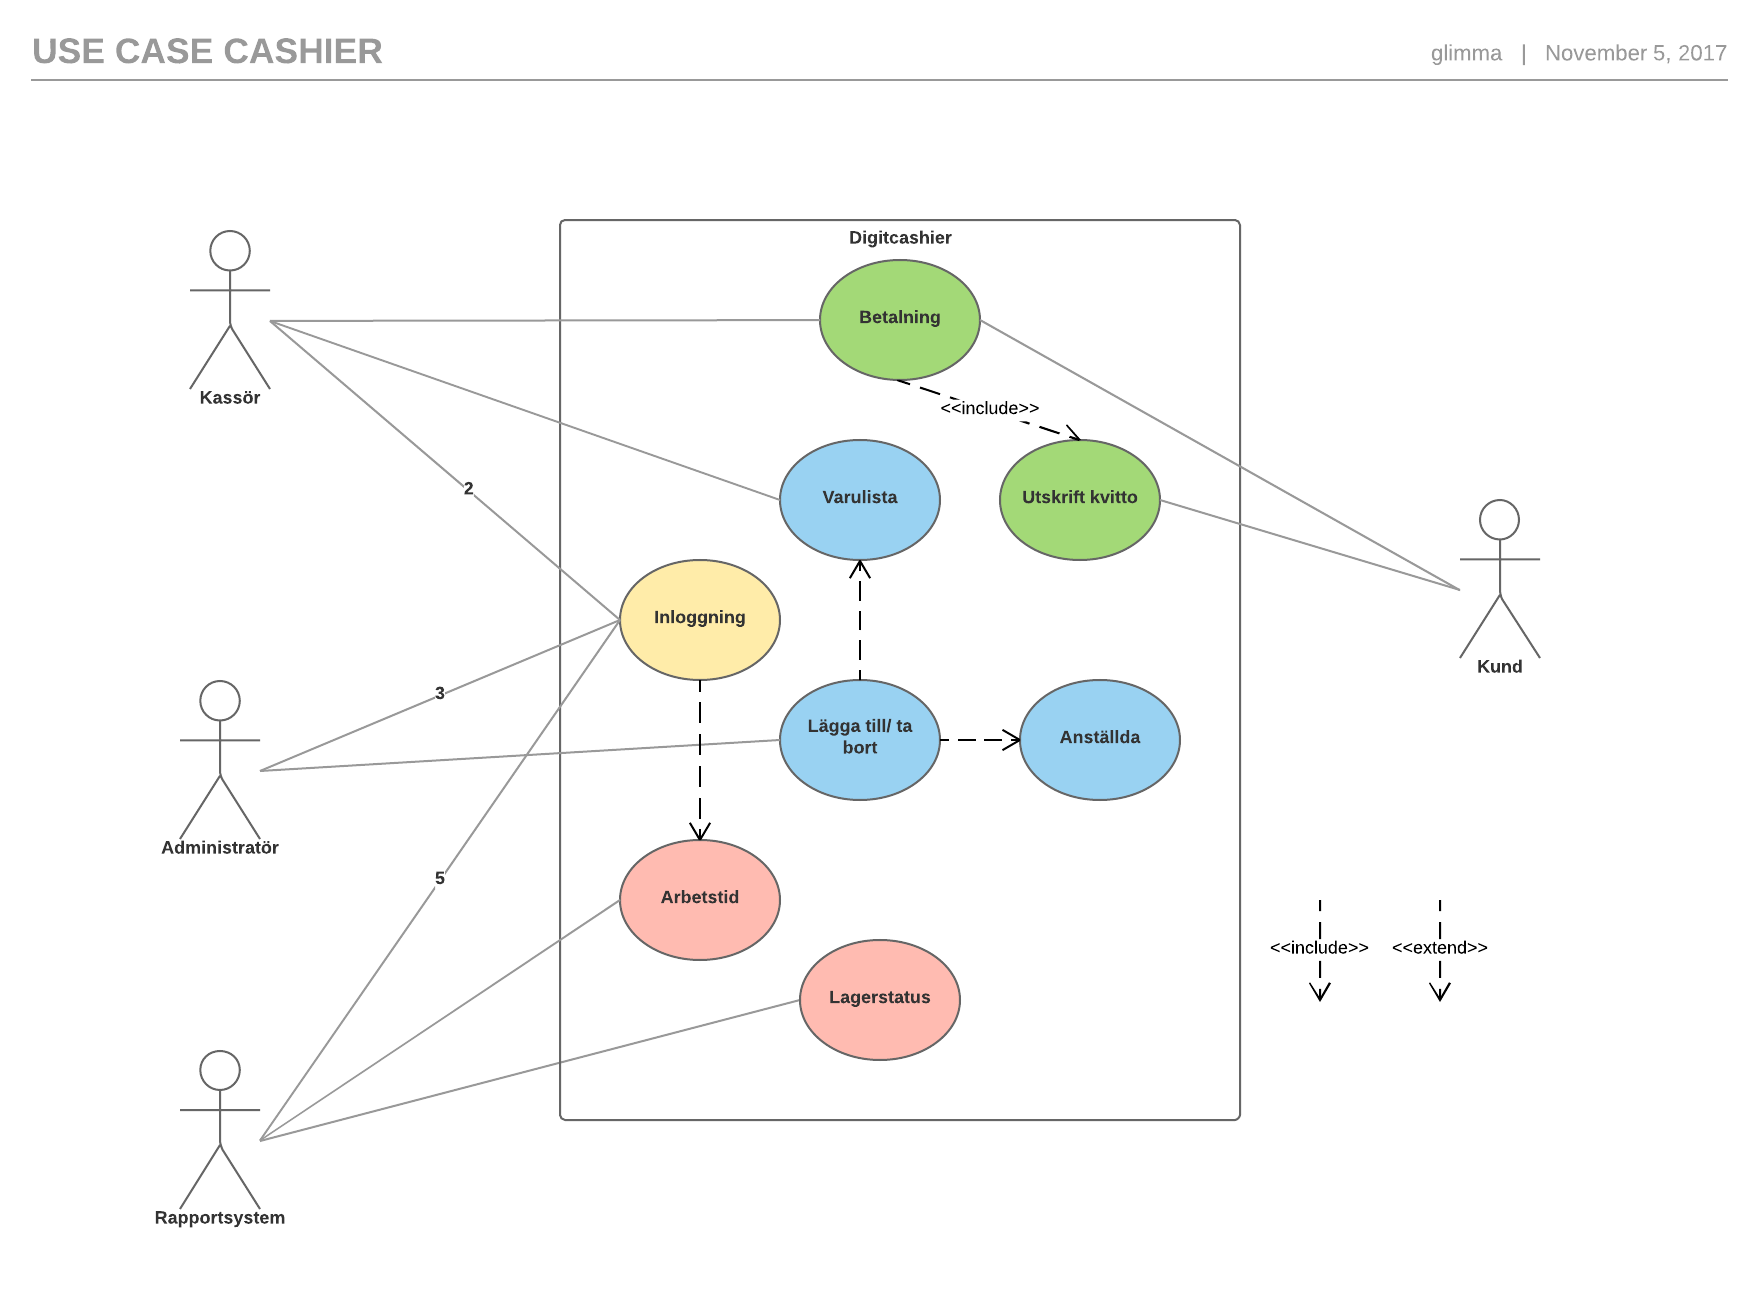 USE CASE CASHIER
glimma | November 5, 2017
Digitcashier
Betalning
Kassör
<<include>>
2
Varulista
Utskrift kvitto
Inloggning
Kund
3
Lägga till/ ta
bort
Anställda
Administratör
5
Arbetstid
<<include>>
<<extend>>
Lagerstatus
Rapportsystem